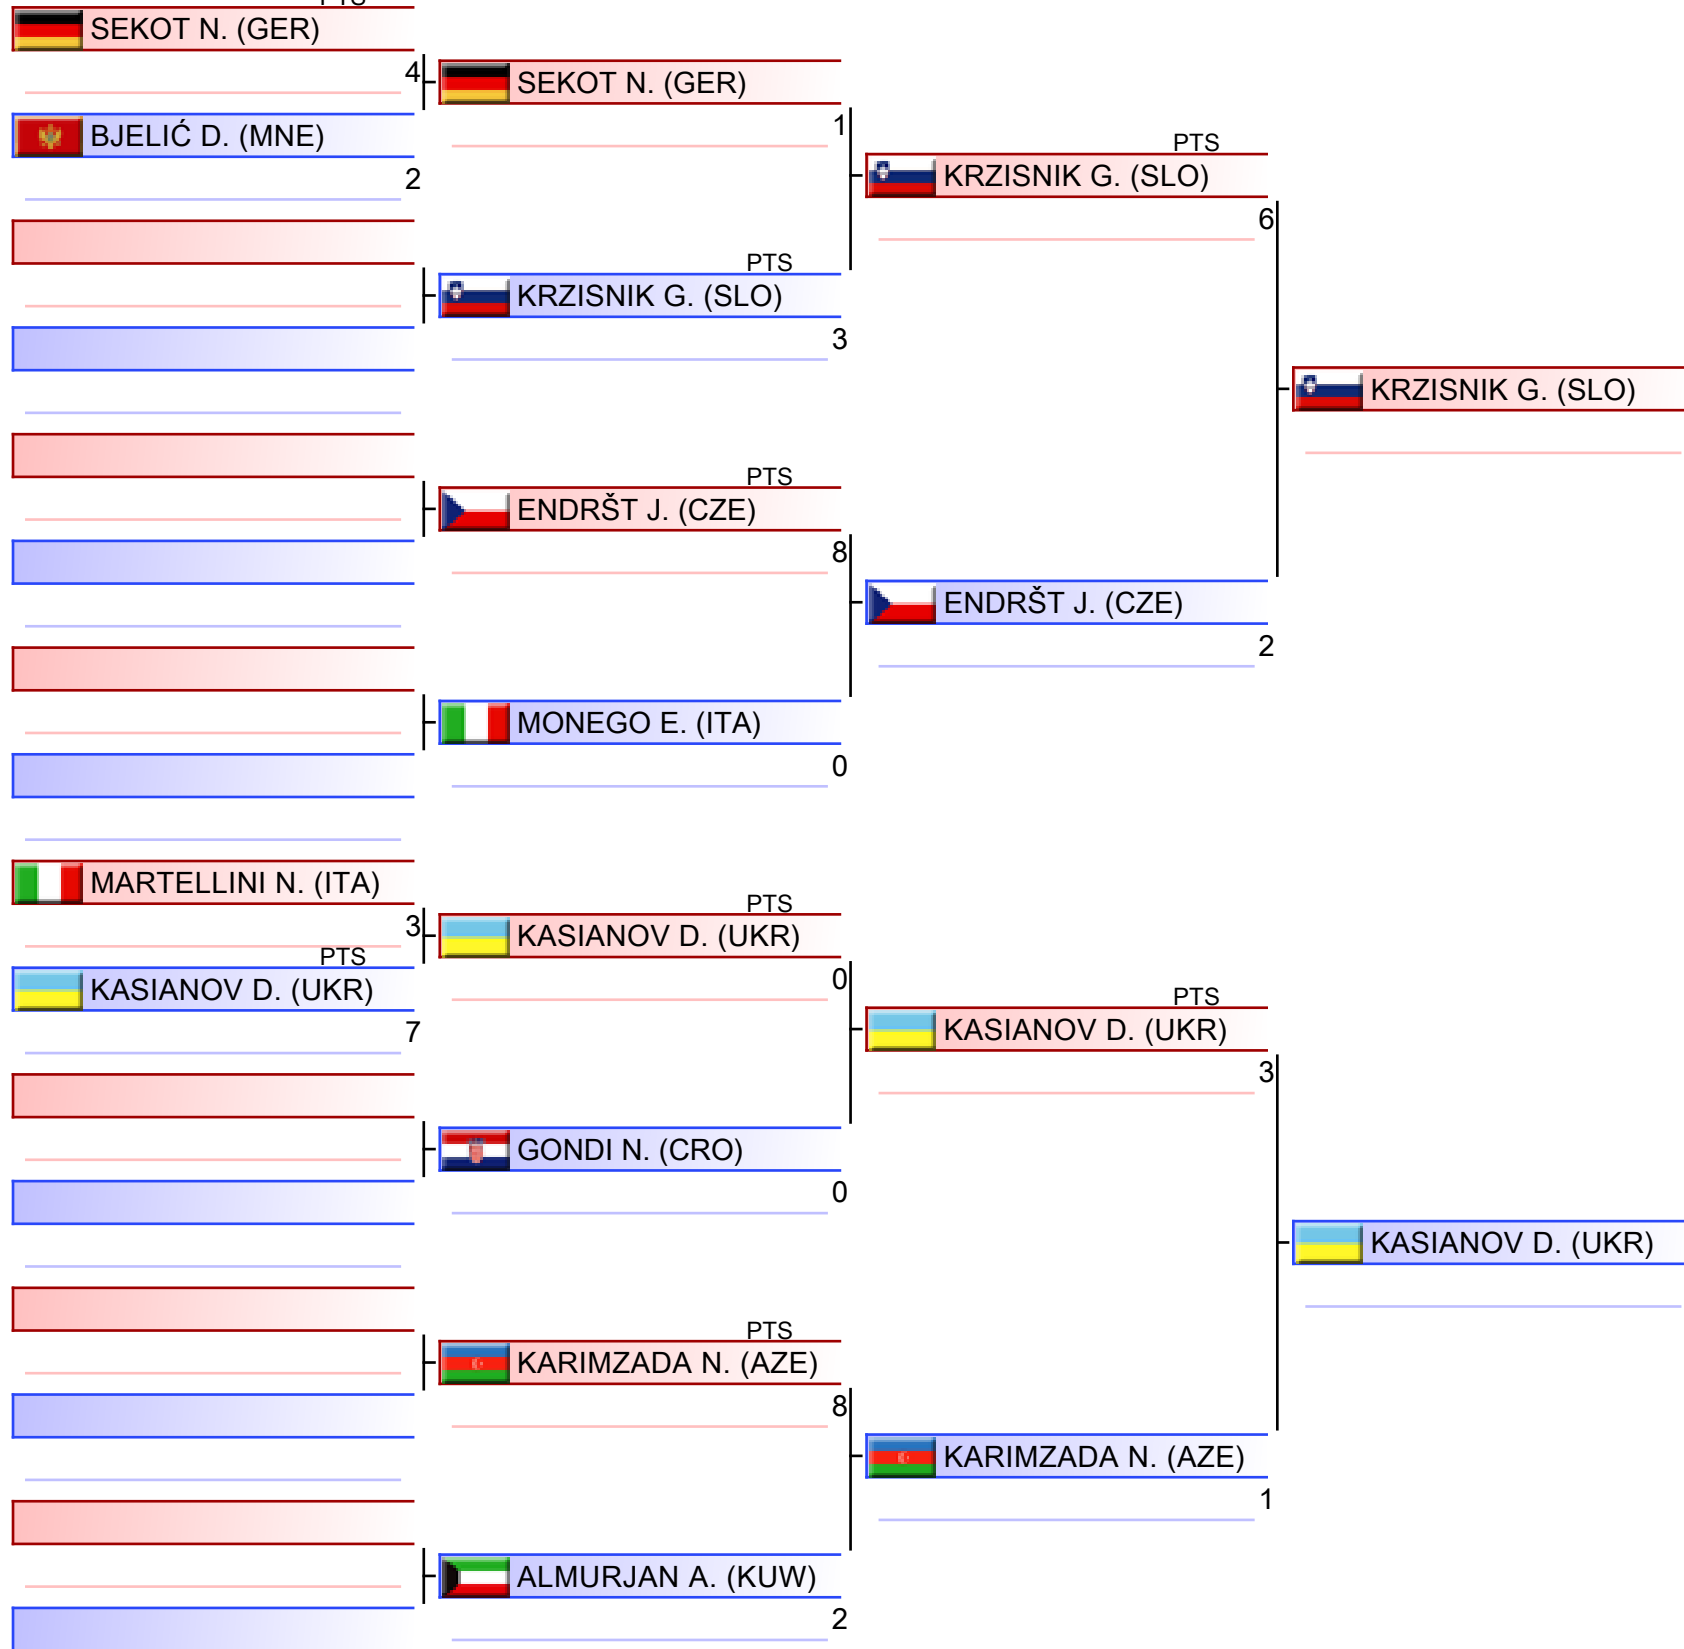 PTS
SEKOT N. (GER)
4
BJELIĆ D. (MNE)
2
MARTELLINI N. (ITA)
3
PTS
KASIANOV D. (UKR)
7
SEKOT N. (GER)
1
PTS
KRZISNIK G. (SLO)
3
PTS
ENDRŠT J. (CZE)
8
MONEGO E. (ITA)
0
PTS
KASIANOV D. (UKR)
0
GONDI N. (CRO)
0
PTS
KARIMZADA N. (AZE)
8
ALMURJAN A. (KUW)
2
PTS
KRZISNIK G. (SLO)
6
ENDRŠT J. (CZE)
2
PTS
KASIANOV D. (UKR)
3
KARIMZADA N. (AZE)
1
KRZISNIK G. (SLO)
KASIANOV D. (UKR)